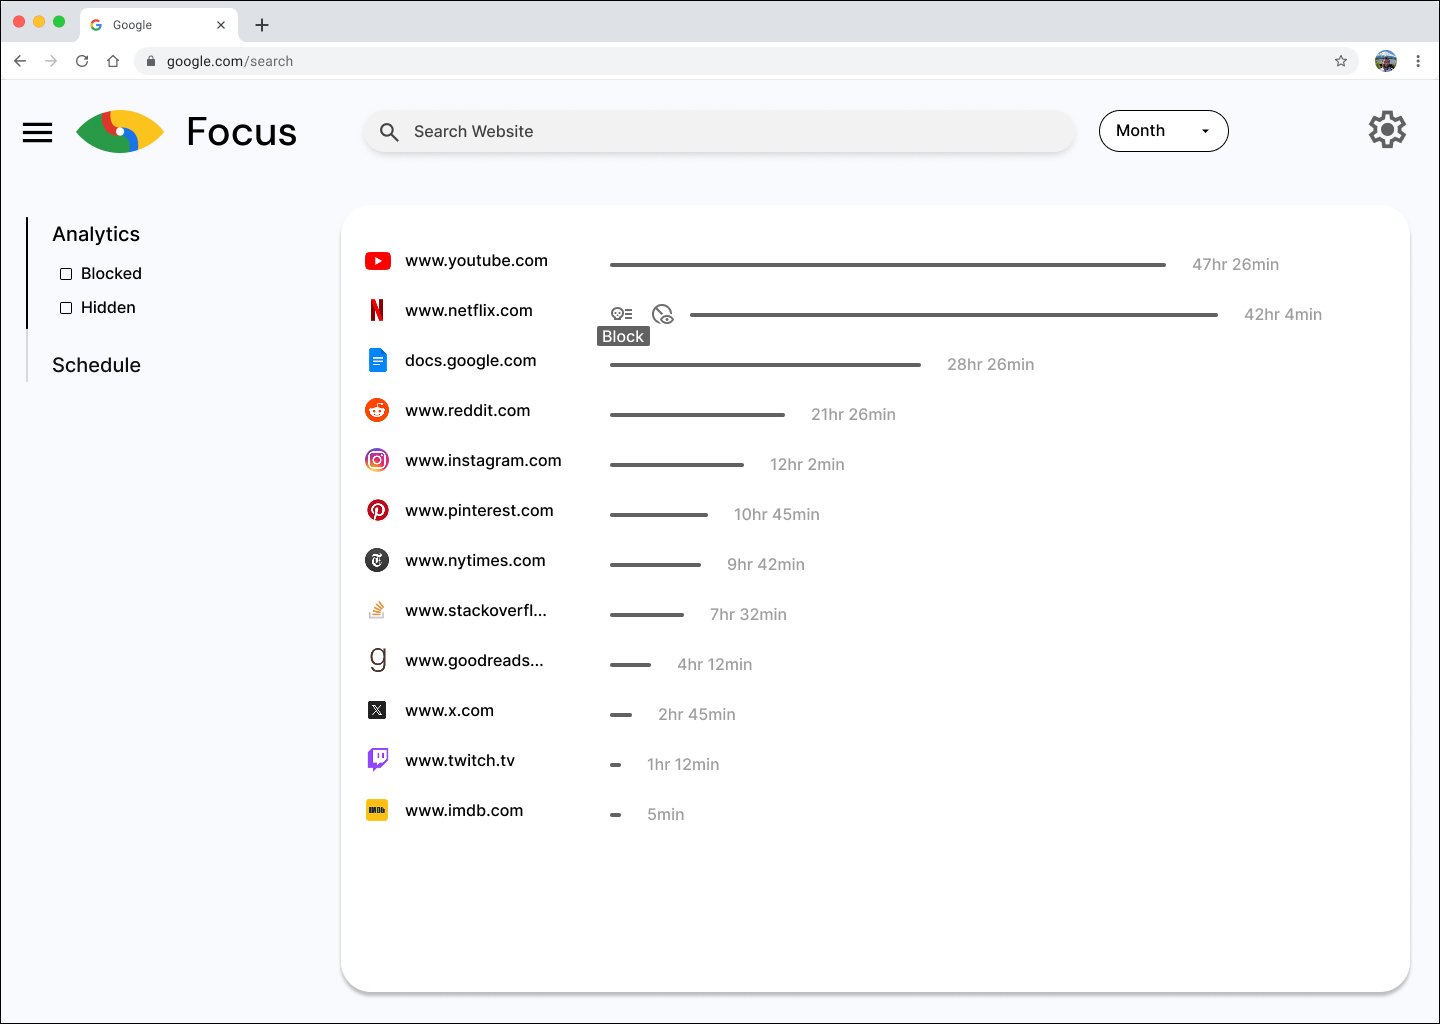 Google
google.com/search
Focus
Search Website
Month
Analytics
Blocked
Hidden
Schedule
www.youtube.com 47hr 26min
www.netflix.com 42hr 4min
Block
docs.google.com 28hr 26min
www.reddit.com 21hr 26min
www.instagram.com 12hr 2min
www.pinterest.com 10hr 45min
www.nytimes.com 9hr 42min
www.stackoverfl... 7hr 32min
www.goodreads... 4hr 12min
www.x.com 2hr 45min
www.twitch.tv 1hr 12min
IMDb www.imdb.com 5min